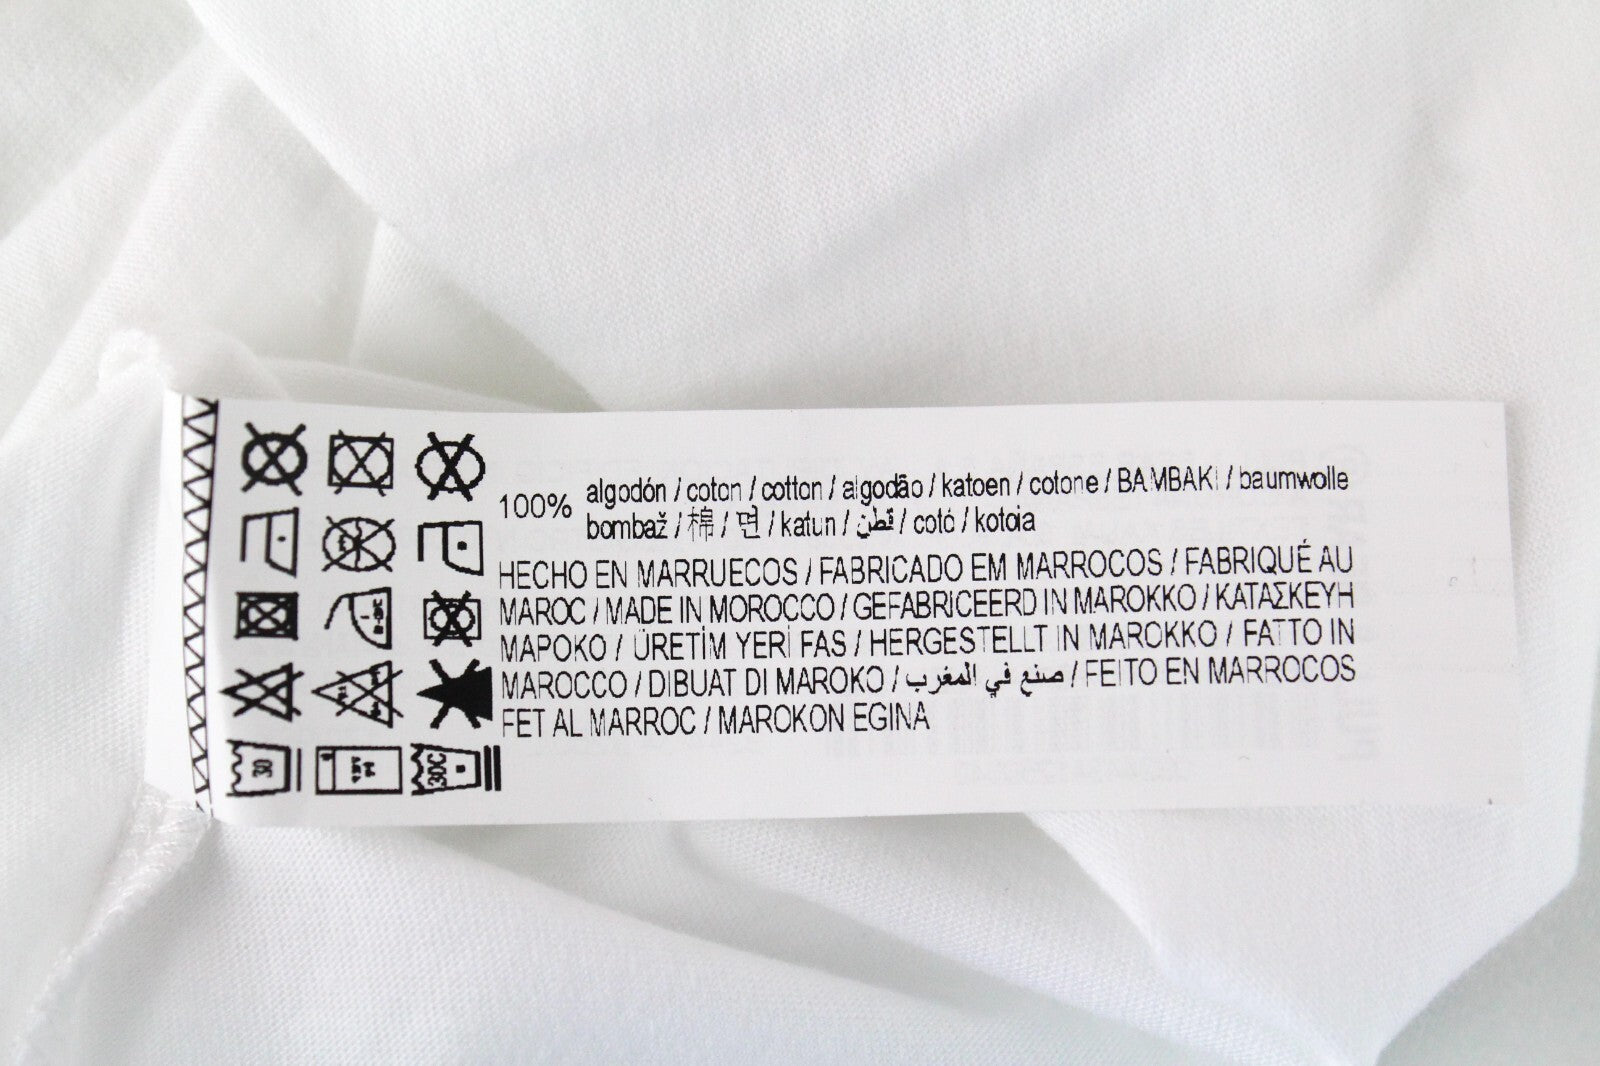 100% algodón / coton / cotton / algodão / katoen / cotone / BAMBAKI / baumwolle
bombaž / 棉 / 면 / katun / قطن / cotó / kotoia
HECHO EN MARRUECOS / FABRICADO EM MARROCOS / FABRIQUÉ AU
MAROC / MADE IN MOROCCO / GEFABRICEERD IN MAROKKO / ΚΑΤΑΣΚΕΥΗ
ΜΑΡΟΚΟ / ÜRETİM YERİ FAS / HERGESTELLT IN MAROKKO / FATTO IN
MAROCCO / DIBUAT DI MAROKO / صنع في المغرب / FEITO EN MARROCOS
FET AL MARROC / MAROKON EGINA
30
30C